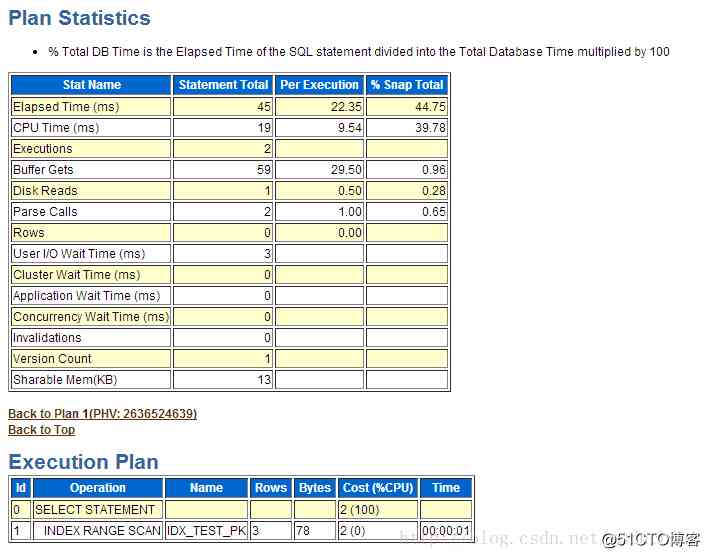 Plan Statistics
• % Total DB Time is the Elapsed Time of the SQL statement divided into the Total Database Time multiplied by 100
Stat Name Statement Total Per Execution % Snap Total
Elapsed Time (ms) 45 22.35 44.75
CPU Time (ms) 19 9.54 39.78
Executions 2
Buffer Gets 59 29.50 0.96
Disk Reads 1 0.50 0.28
Parse Calls 2 1.00 0.65
Rows 0 0.00
User I/O Wait Time (ms) 3
Cluster Wait Time (ms) 0
Application Wait Time (ms) 0
Concurrency Wait Time (ms) 0
Invalidations 0
Version Count 1
Sharable Mem(KB) 13
Back to Plan 1(PHV: 2636524639)
Back to Top
Execution Plan
Id Operation Name Rows Bytes Cost (%CPU) Time
0 SELECT STATEMENT 2 (100)
1 INDEX RANGE SCAN IDX_TEST_PK 3 78 2 (0) 00:00:01
@51CTO博客